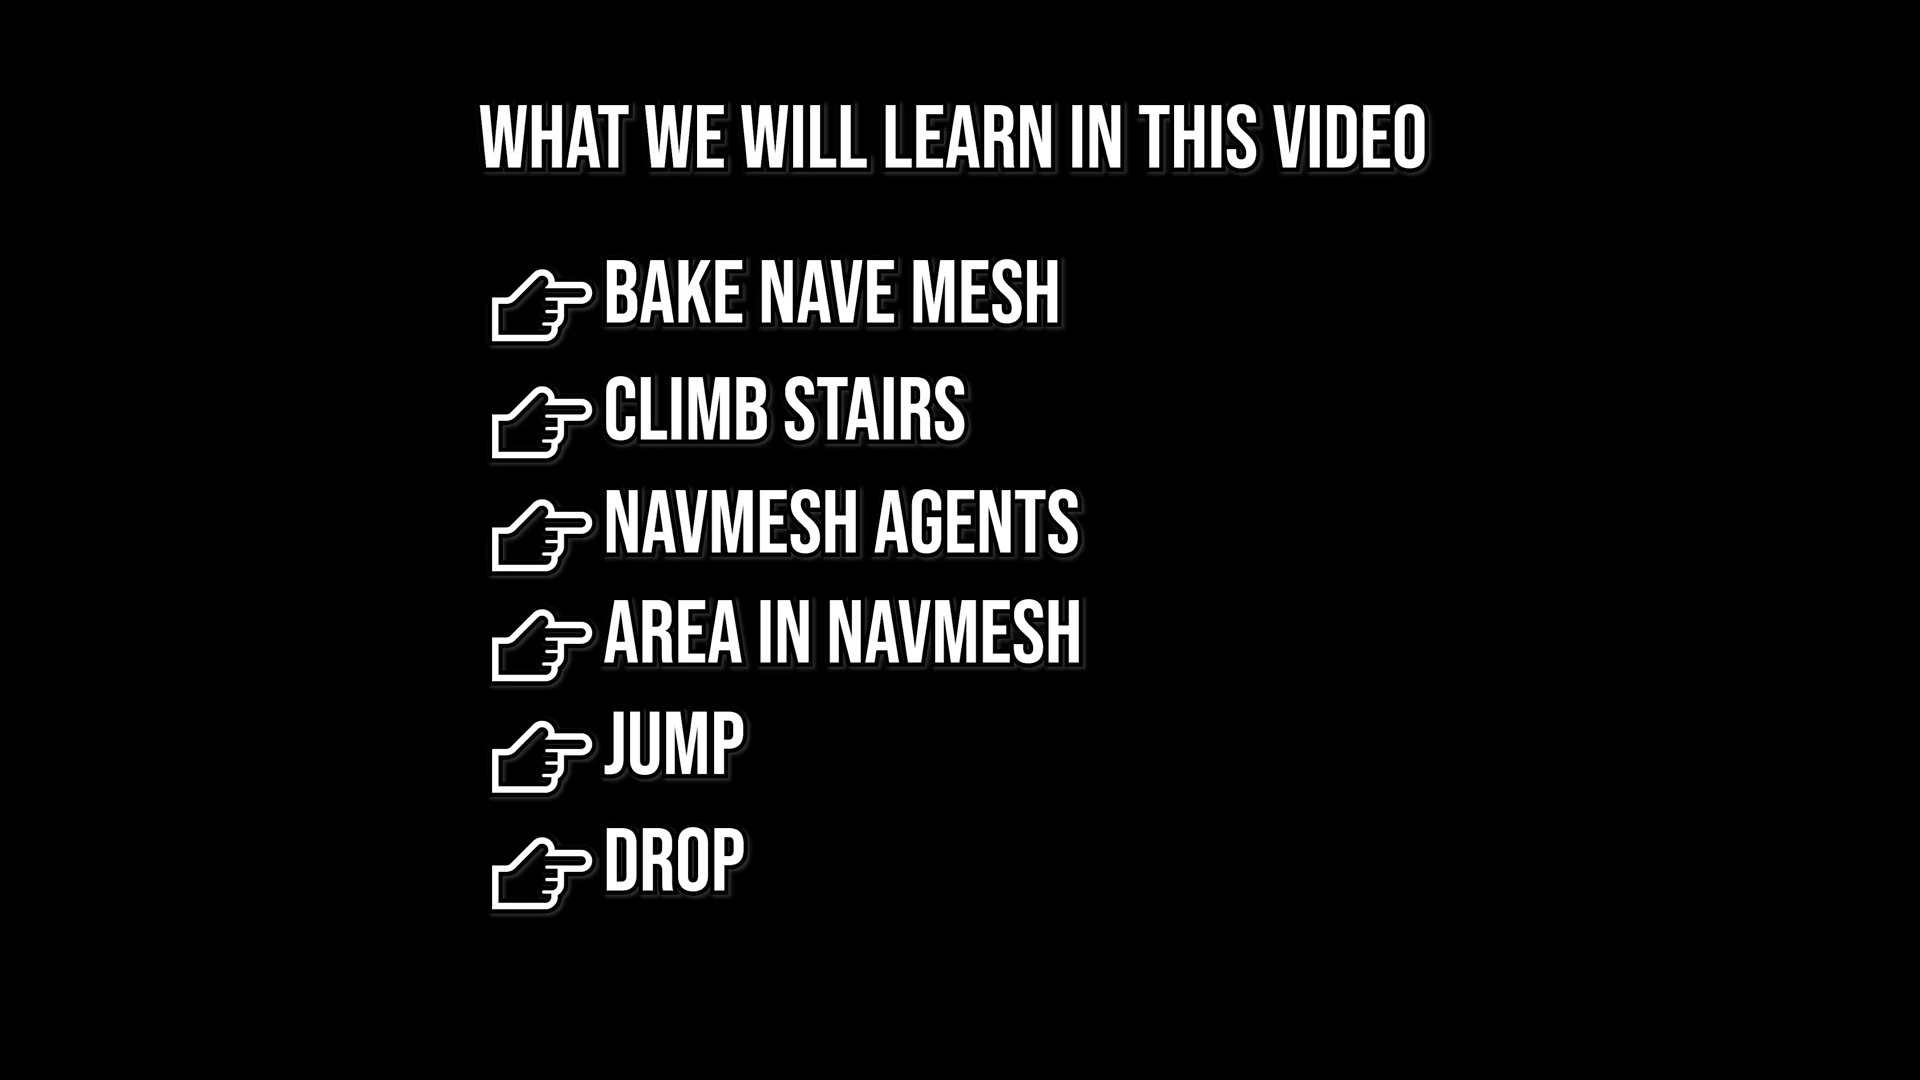 WHAT WE WILL LEARN IN THIS VIDEO
BAKE NAVE MESH
CLIMB STAIRS
NAVMESH AGENTS
AREA IN NAVMESH
JUMP
DROP